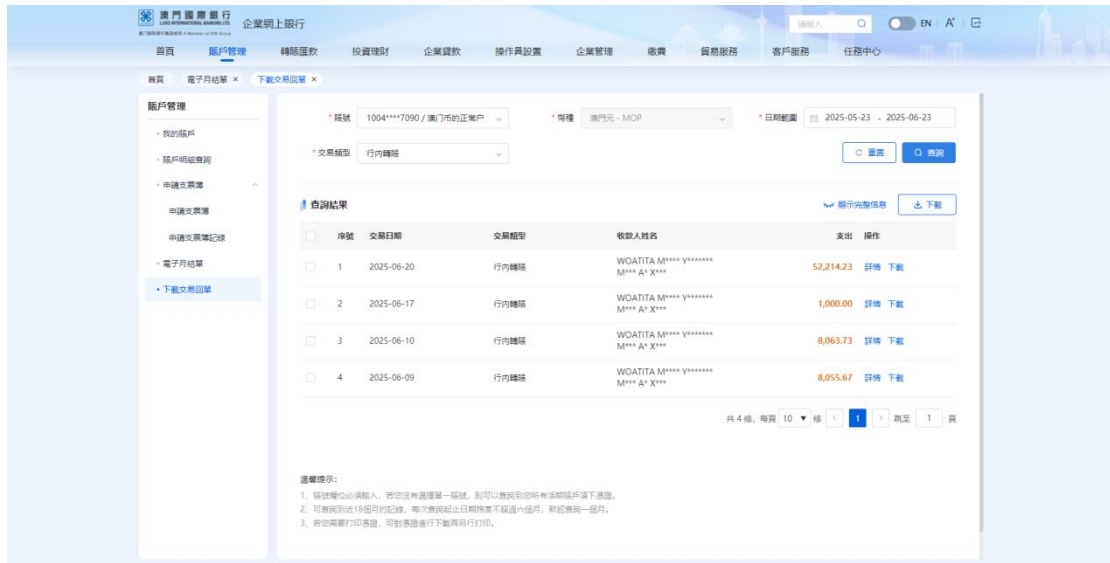 澳門國際銀行
LUSO INTERNATIONAL BANKING LTD.
企業網上銀行
請輸入
EN
A
首頁 賬戶管理 轉賬匯款 投資理財 企業貸款 操作員設置 企業管理 繳費 貿易服務 客戶服務 任務中心
首頁 電子月結單 × 下載交易回單 ×
賬戶管理
我的賬戶
賬戶明細查詢
申請支票簿
申請支票簿
申請支票簿記錄
電子月結單
下載交易回單
* 賬號 1004****7090 / 澳门币的正常户 * 幣種 澳門元 - MOP * 日期範圍 2025-05-23 - 2025-06-23
* 交易類型 行內轉賬 重置 查詢
查詢結果 顯示完整信息 下載
序號 交易日期 交易類型 收款人姓名 支出 操作
1 2025-06-20 行内轉賬 WOATITA M**** Y******* M*** A* X*** 52,214.23 詳情 下載
2 2025-06-17 行内轉賬 WOATITA M**** Y******* M*** A* X*** 1,000.00 詳情 下載
3 2025-06-10 行内轉賬 WOATITA M**** Y******* M*** A* X*** 8,063.73 詳情 下載
4 2025-06-09 行内轉賬 WOATITA M**** Y******* M*** A* X*** 8,055.67 詳情 下載
共 4 條, 每頁 10 ▼ 條 < 1 > 跳至 1 頁
溫馨提示：
1、賬號欄位必須輸入，若您沒有選擇單一賬號，則可以查詢到您所有活期賬戶項下憑證。
2、可查詢到近18個月的記錄，每次查詢起止日期跨度不超過六個月，默認查詢一個月。
3、若您需要打印憑證，可對憑證進行下載再另行打印。